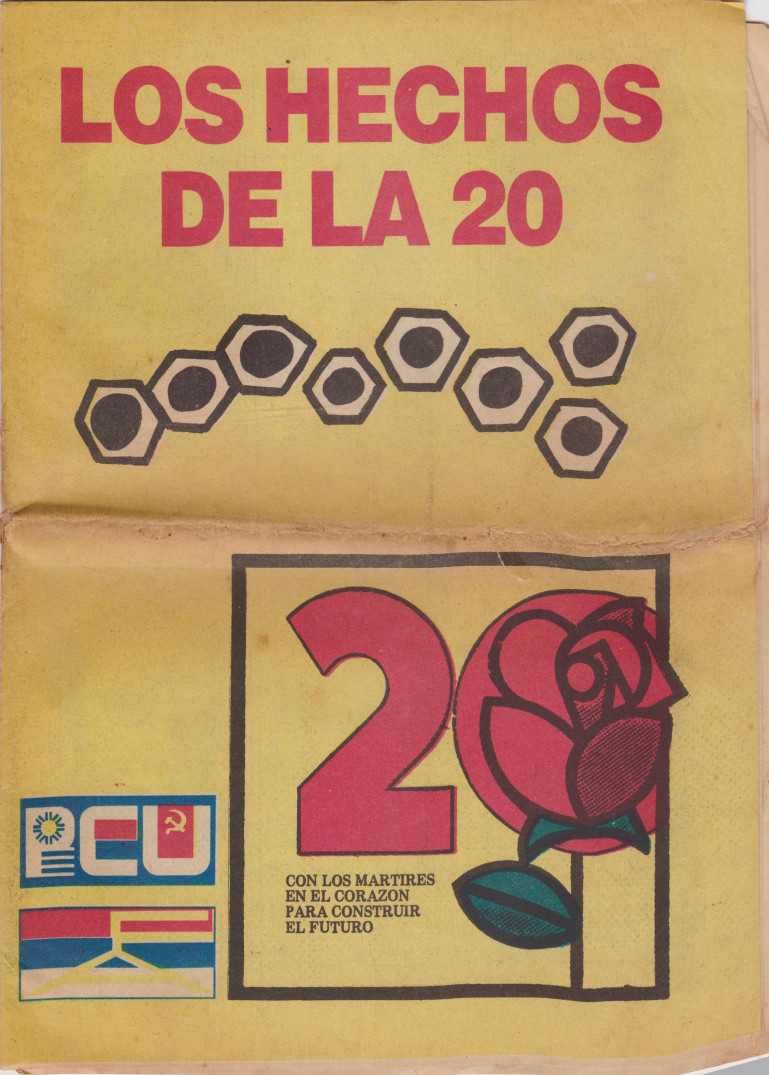 LOS HECHOS
DE LA 20
20
PCU
CON LOS MARTIRES
EN EL CORAZON
PARA CONSTRUIR
EL FUTURO